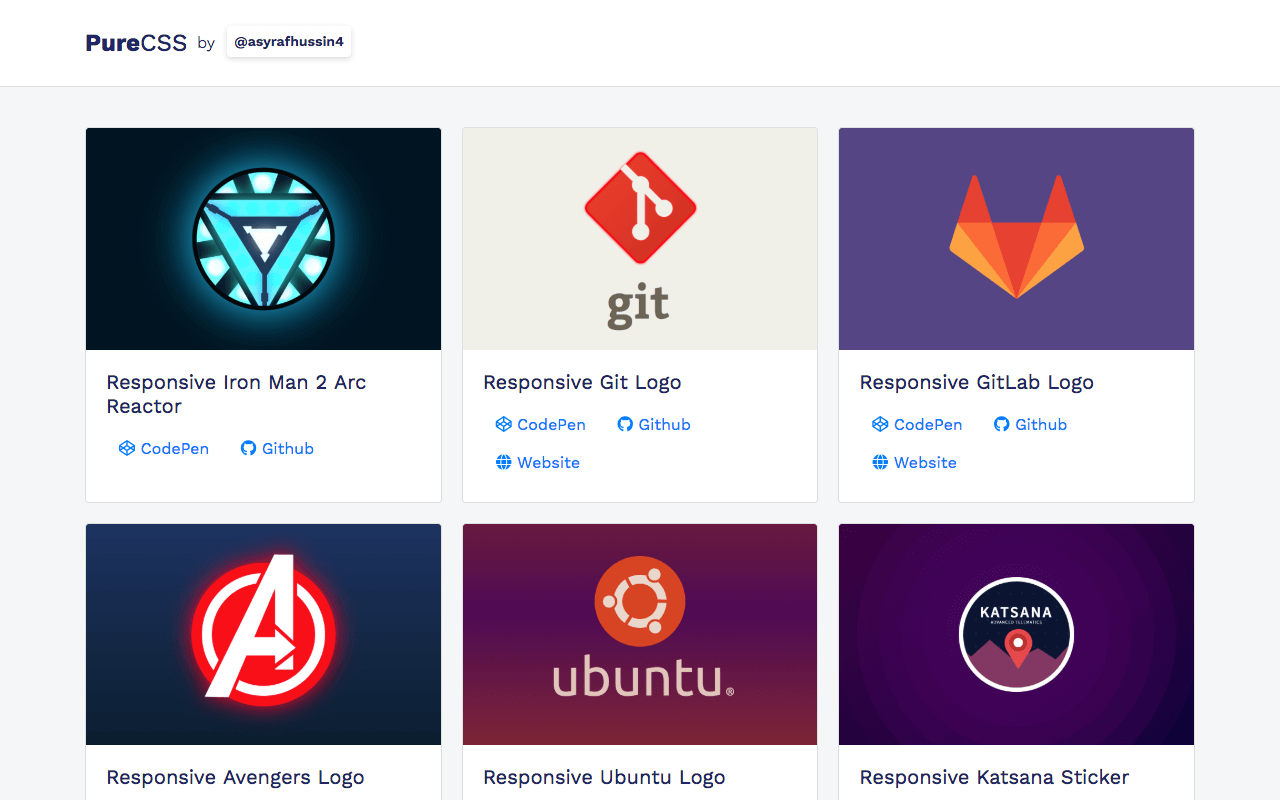 PureCSS by @asyrafhussin4
git
Responsive Iron Man 2 Arc
Reactor
CodePen Github
Responsive Git Logo
CodePen Github
Website
Responsive GitLab Logo
CodePen Github
Website
ubuntu®
KATSANA
ADVANCED TELEMATICS
Responsive Avengers Logo
Responsive Ubuntu Logo
Responsive Katsana Sticker